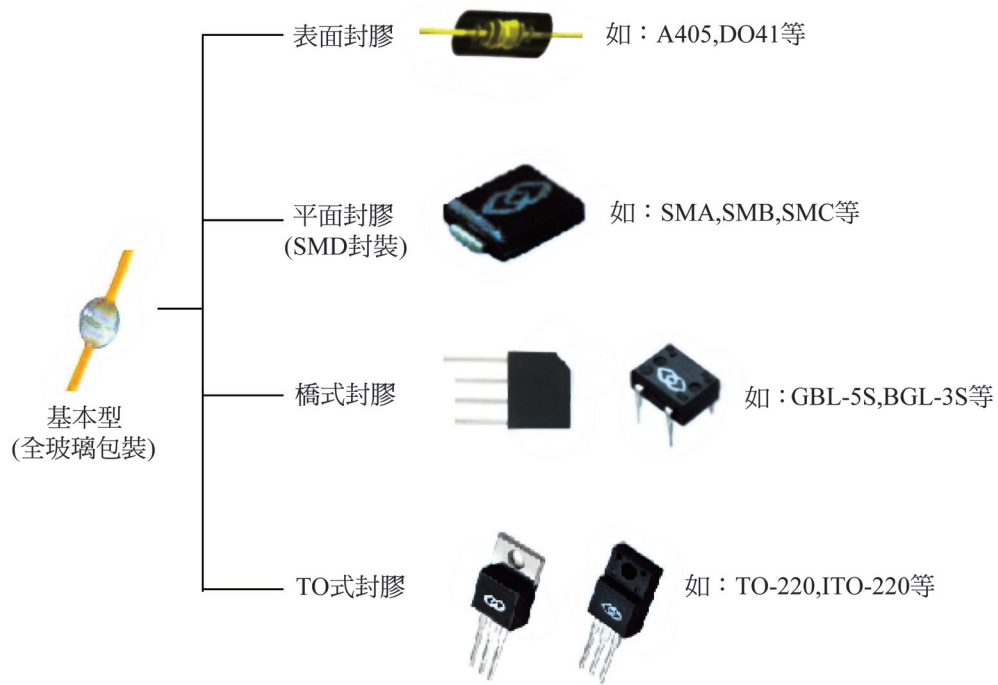 表面封膠 如：A405,DO41等
平面封膠 如：SMA,SMB,SMC等
(SMD封裝)
橋式封膠 如：GBL-5S,BGL-3S等
基本型
(全玻璃包裝)
TO式封膠 如：TO-220,ITO-220等